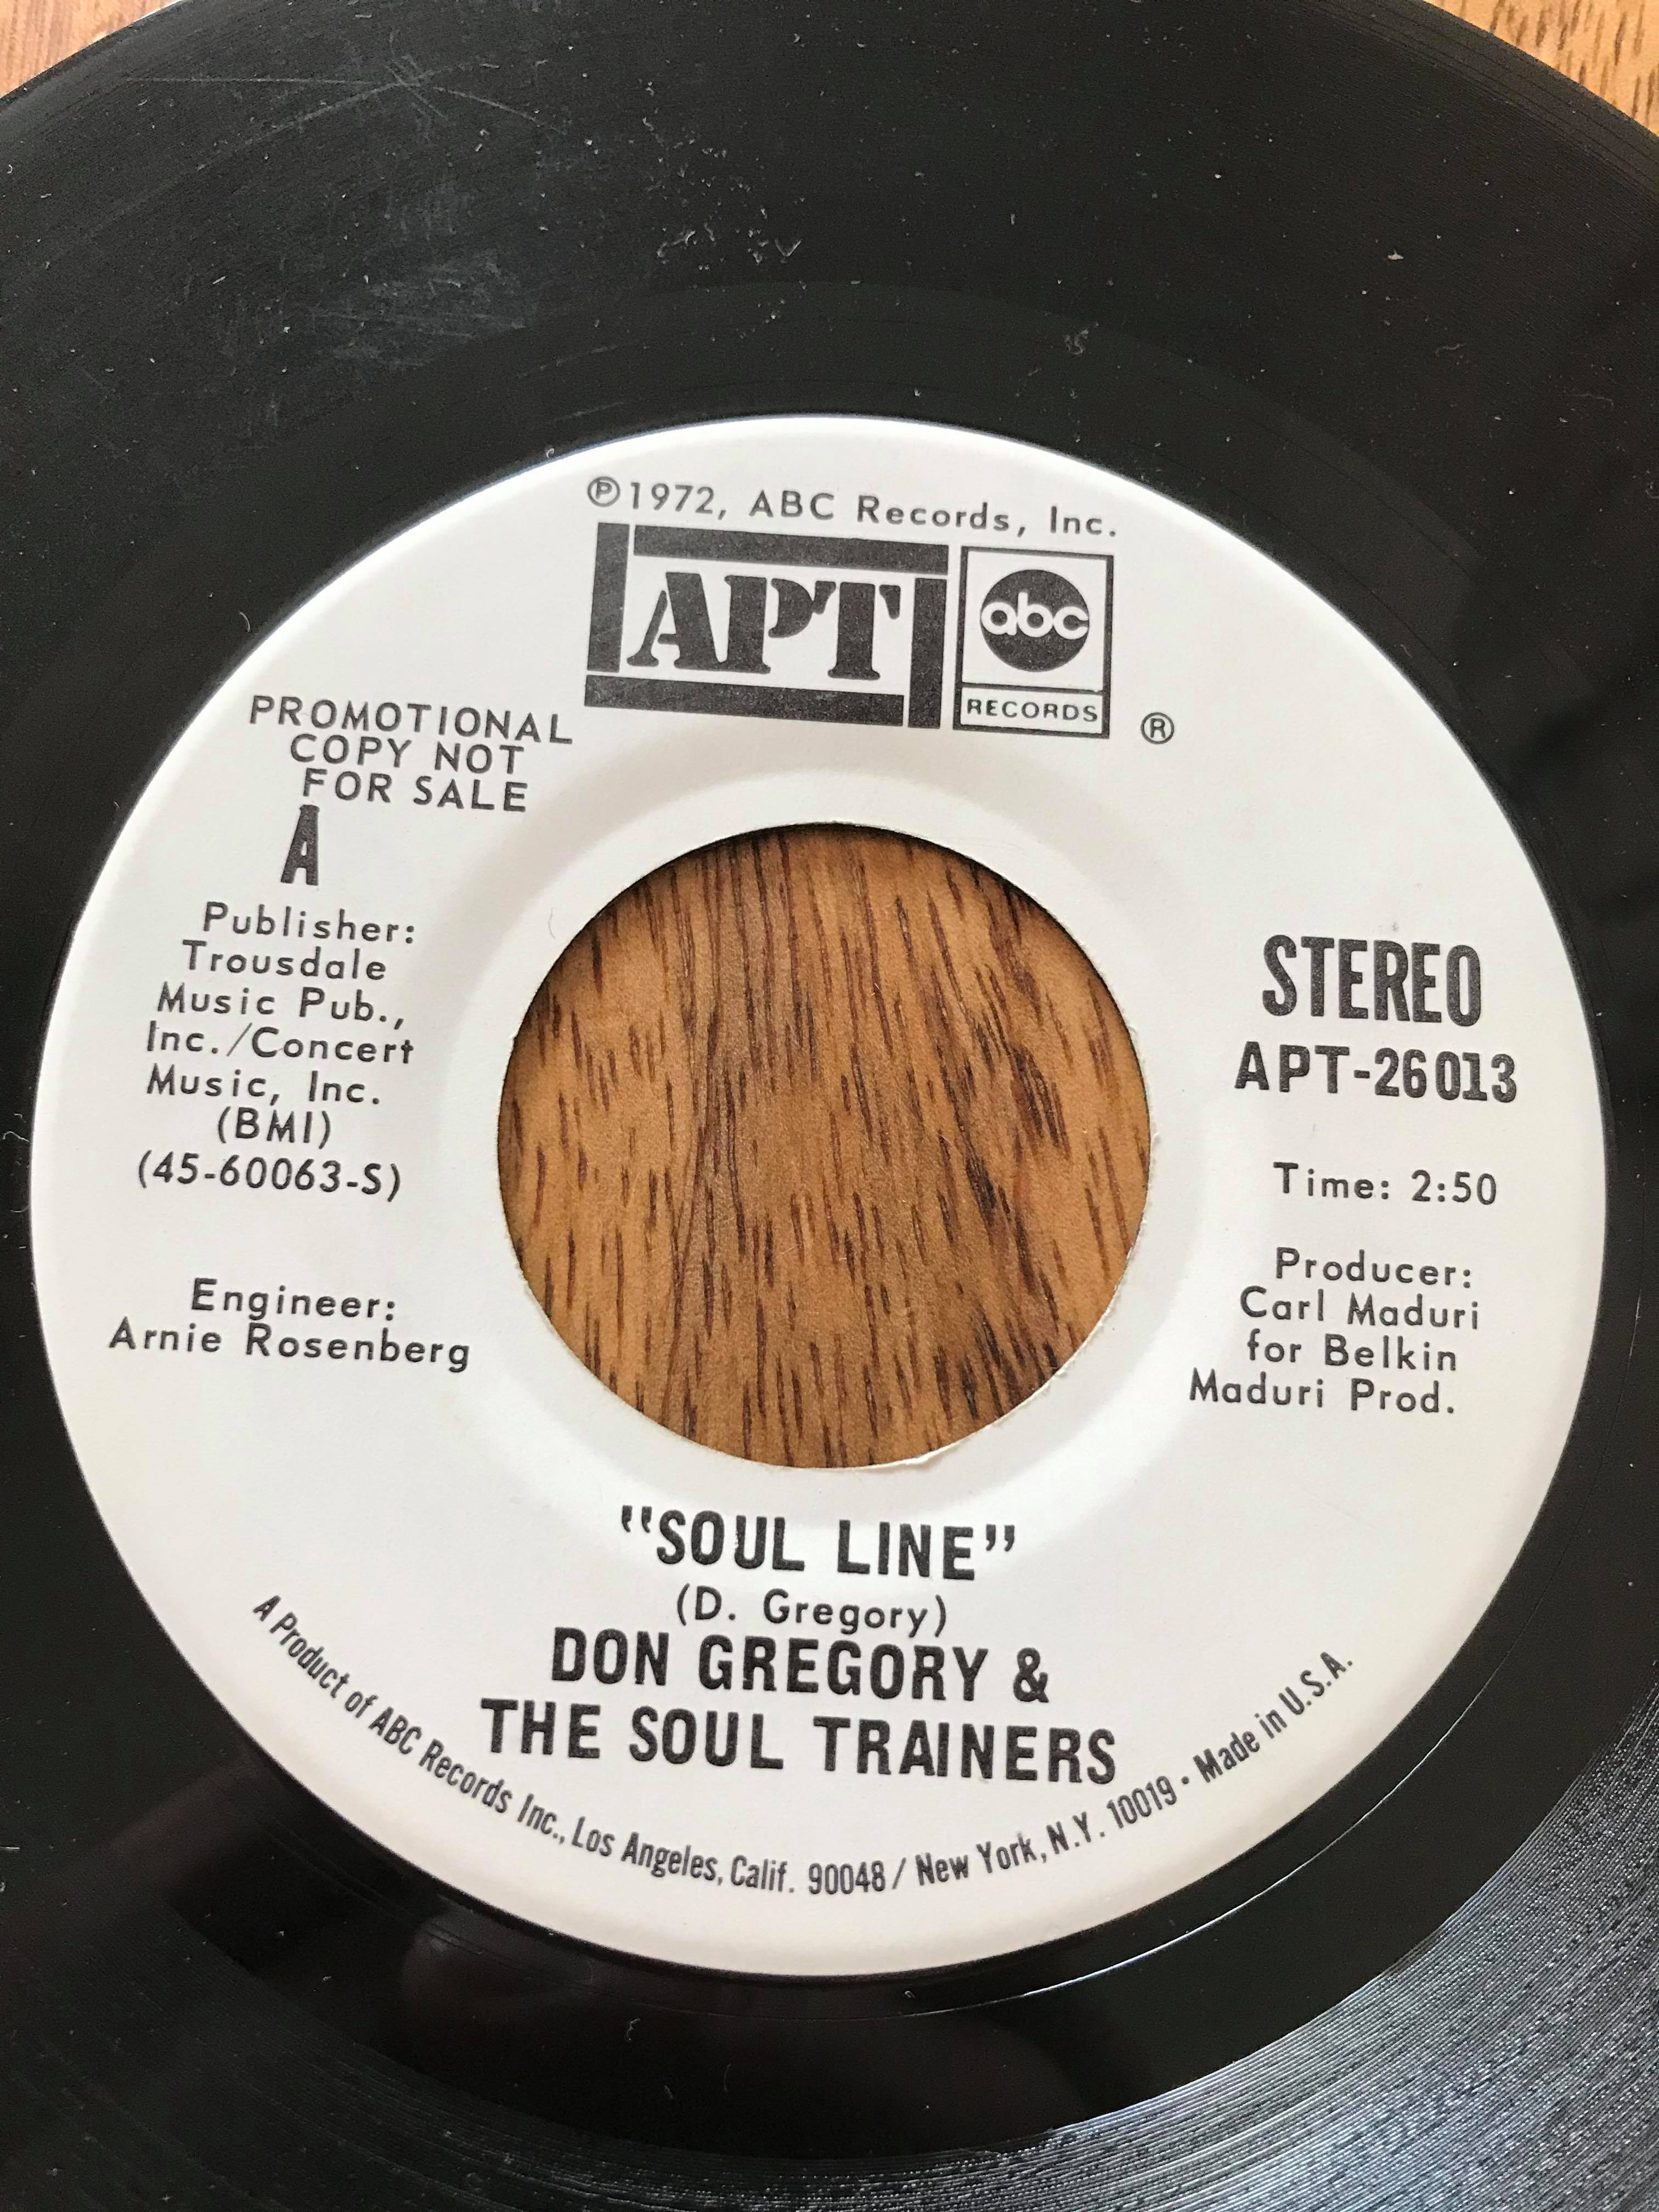 ℗1972, ABC Records, Inc.
APT
abc
RECORDS
®
PROMOTIONAL
COPY NOT
FOR SALE
A
Publisher:
Trousdale
Music Pub.,
Inc./Concert
Music, Inc.
(BMI)
(45-60063-S)
Engineer:
Arnie Rosenberg
STEREO
APT-26013
Time: 2:50
Producer:
Carl Maduri
for Belkin
Maduri Prod.
"SOUL LINE"
(D. Gregory)
DON GREGORY &
THE SOUL TRAINERS
A Product of ABC Records Inc., Los Angeles, Calif. 90048 / New York, N.Y. 10019 · Made in U.S.A.